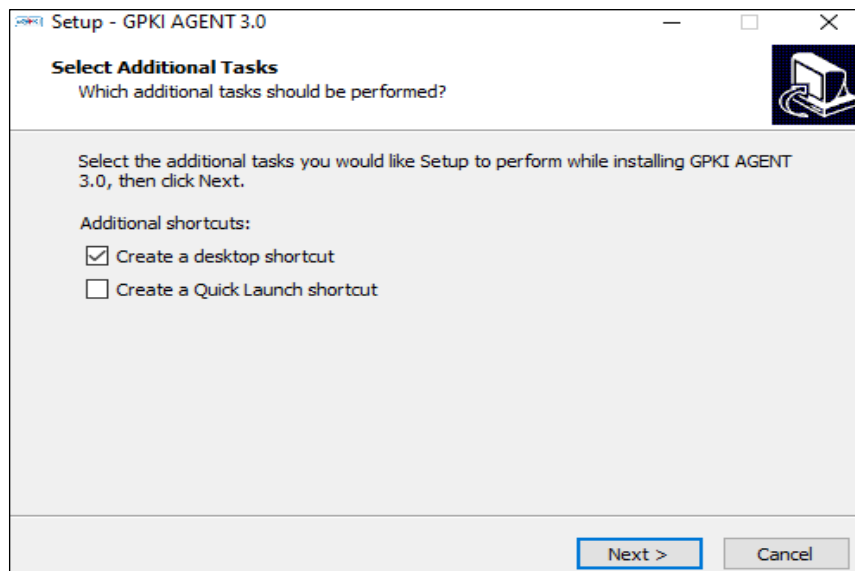 Setup - GPKI AGENT 3.0
Select Additional Tasks
Which additional tasks should be performed?
Select the additional tasks you would like Setup to perform while installing GPKI AGENT
3.0, then click Next.
Additional shortcuts:
Create a desktop shortcut
Create a Quick Launch shortcut
Next >
Cancel